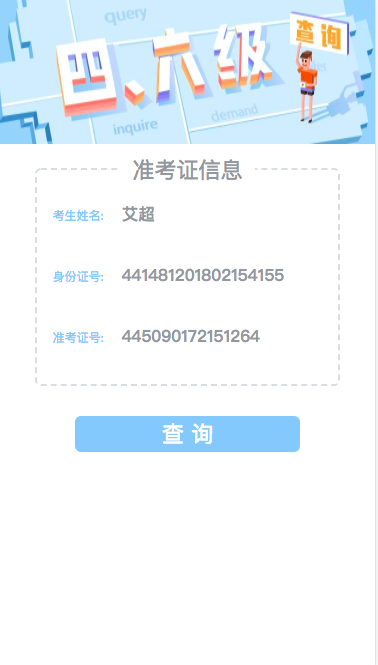 query
四、六级
查询
inquire
demand
准考证信息
考生姓名: 艾超
身份证号: 441481201802154155
准考证号: 445090172151264
查 询